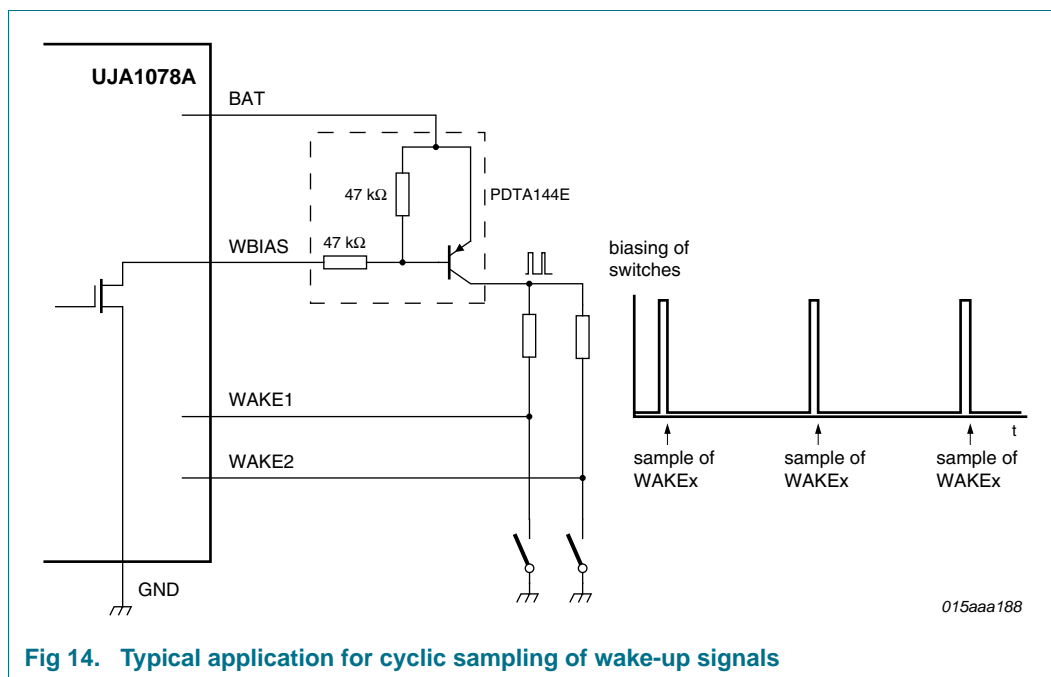 UJA1078A
BAT
47 kΩ
PDTA144E
WBIAS
47 kΩ
biasing of
switches
WAKE1
t
sample of
WAKEx
sample of
WAKEx
sample of
WAKEx
WAKE2
GND
015aaa188
Fig 14. Typical application for cyclic sampling of wake-up signals